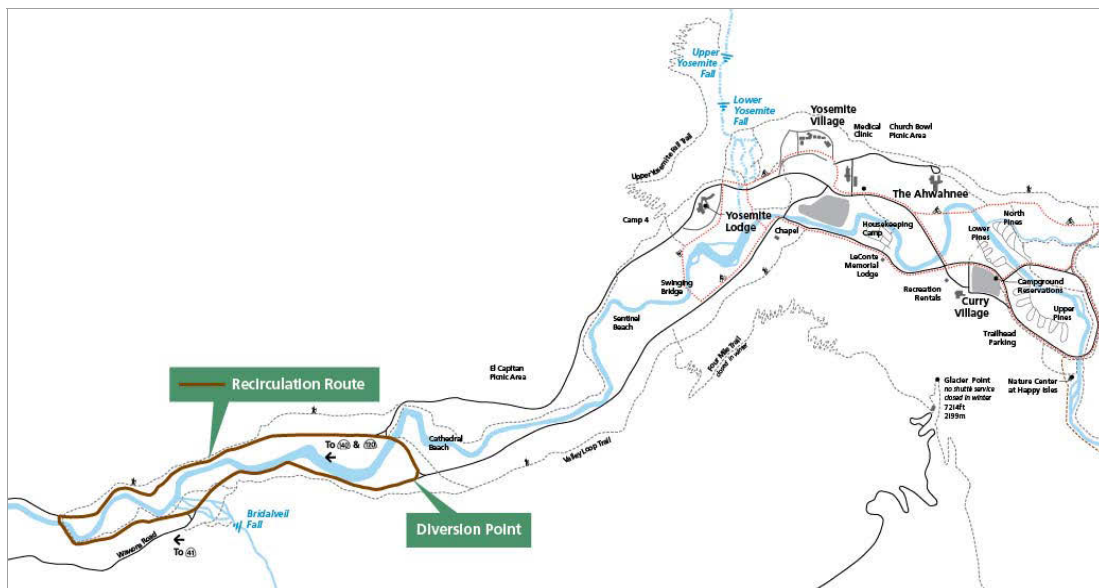 Upper
Yosemite
Fall
Lower
Yosemite
Fall
Yosemite
Village
Medical
Clinic
Church Bowl
Picnic Area
Upper Yosemite Fall Trail
The Ahwahnee
Camp 4
Yosemite
Lodge
Chapel
Housekeeping
Camp
North
Pines
Lower
Pines
LeConte
Memorial
Lodge
Swinging
Bridge
Recreation
Rentals
Campground
Reservations
Curry
Village
Upper
Pines
Sentinel
Beach
Trailhead
Parking
Four Mile Trail
closed in winter
El Capitan
Picnic Area
Recirculation Route
Glacier Point
no shuttle service
closed in winter
7214ft
2199m
Nature Center
at Happy Isles
Cathedral
Beach
To 140 & 120
Valley Loop Trail
Bridalveil
Fall
Diversion Point
Wawona Road
To 41